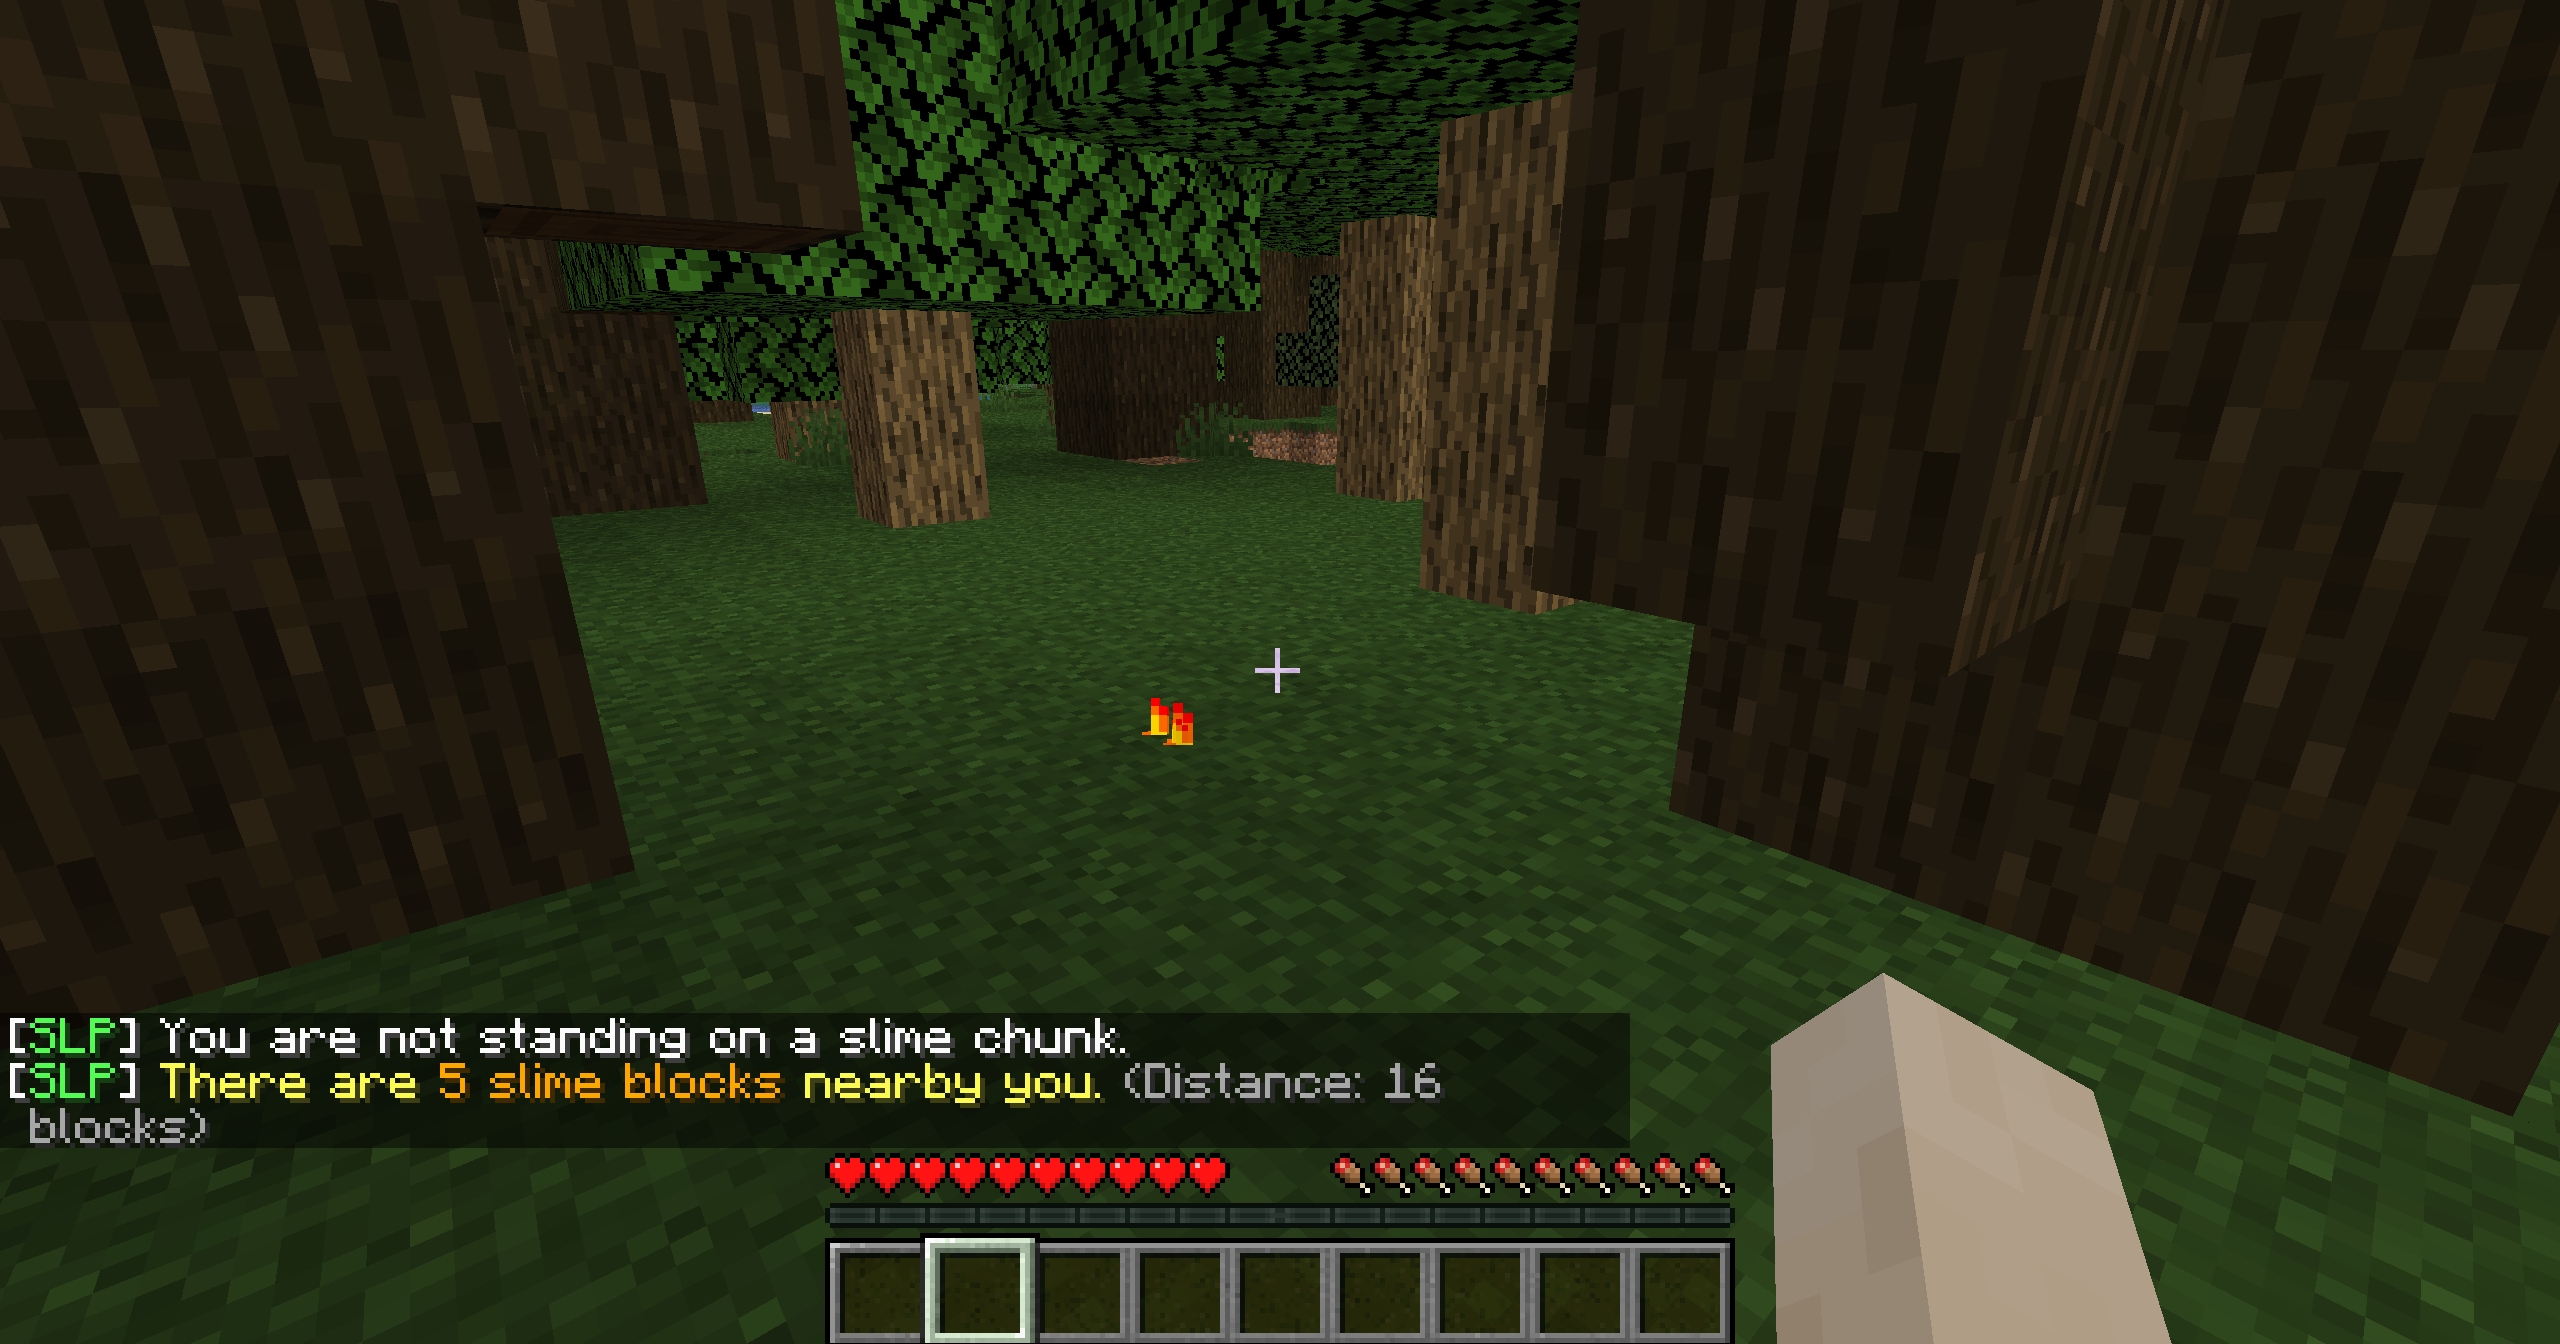 [SLP] You are not standing on a slime chunk.
[SLP] There are 5 slime blocks nearby you. (Distance: 16
blocks)